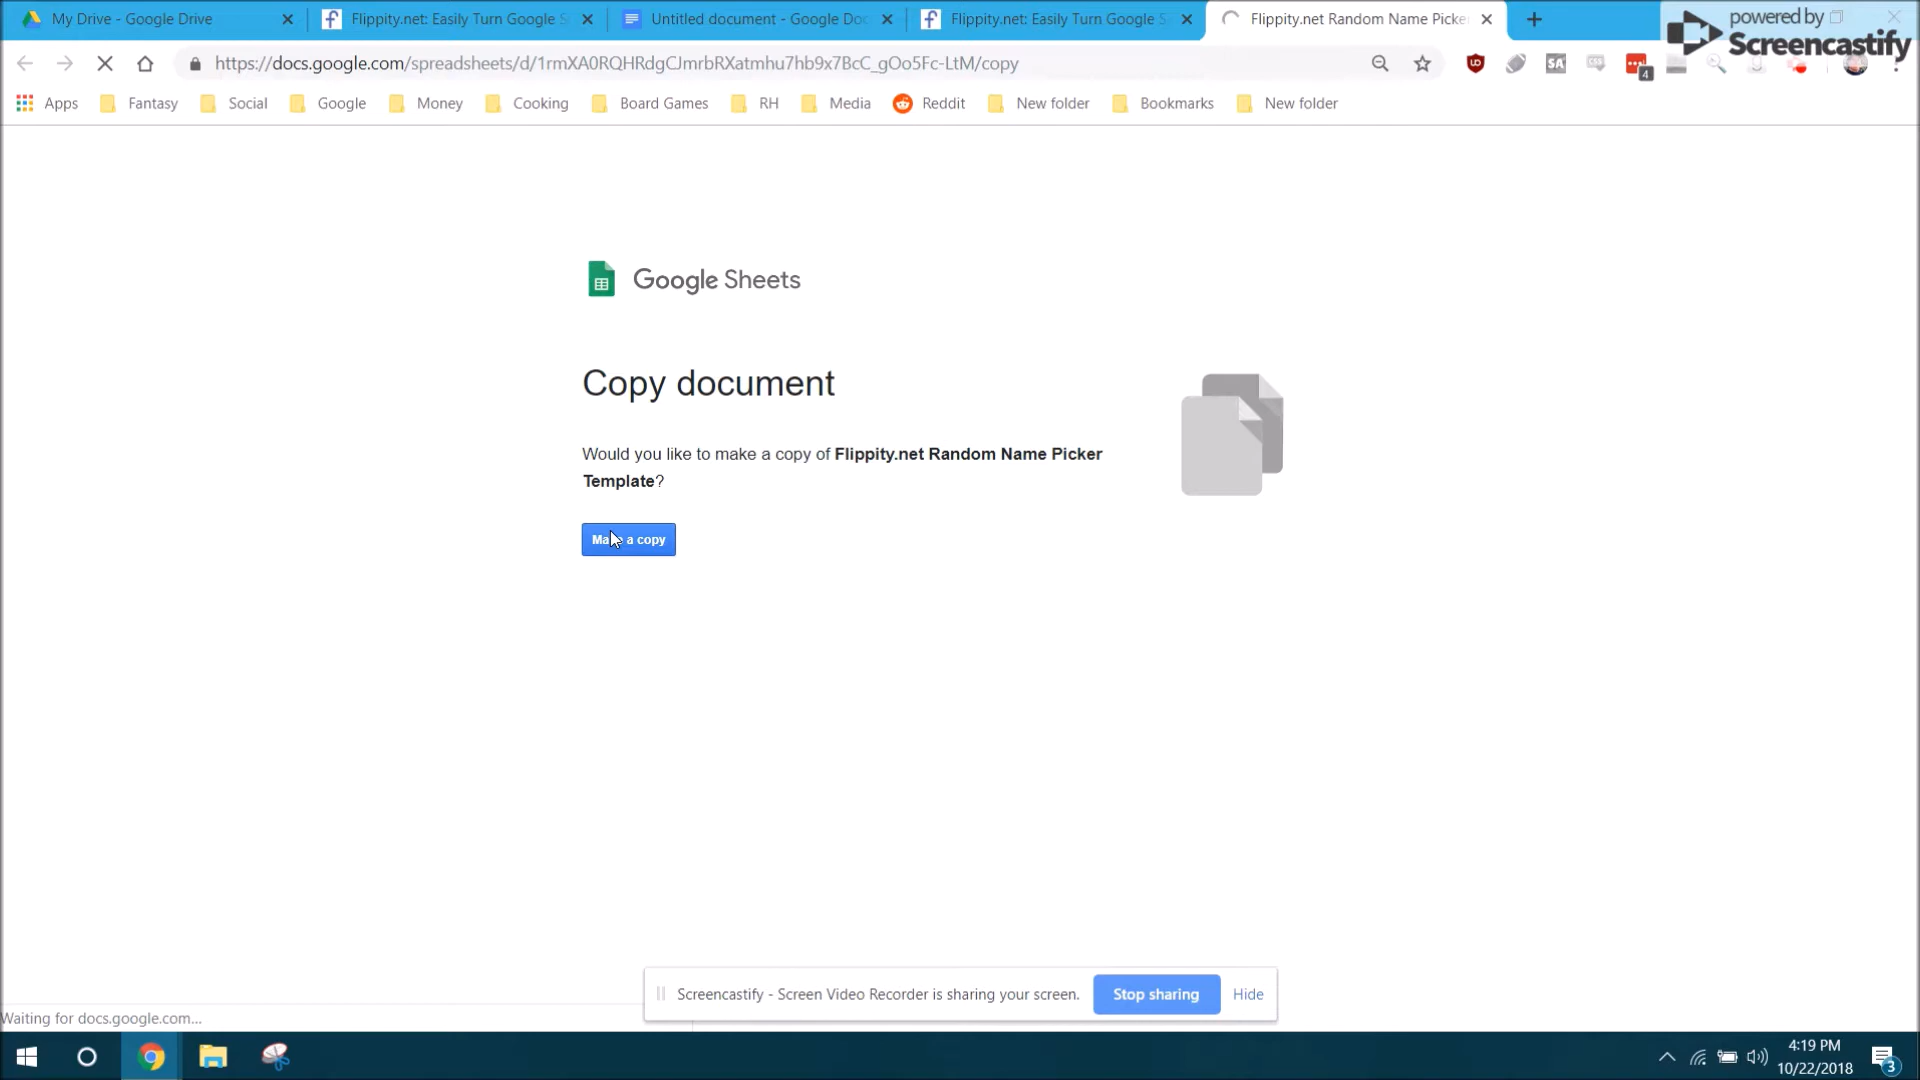 My Drive - Google Drive
Flippity.net: Easily Turn Google S
Untitled document - Google Doc
Flippity.net: Easily Turn Google S
Flippity.net Random Name Picke
powered by
Screencastify
https://docs.google.com/spreadsheets/d/1rmXA0RQHRdgCJmrbRXatmhu7hb9x7BcC_gOo5Fc-LtM/copy
SA
CSS
4
Apps
Fantasy
Social
Google
Money
Cooking
Board Games
RH
Media
Reddit
New folder
Bookmarks
New folder
Google Sheets
Copy document
Would you like to make a copy of Flippity.net Random Name Picker
Template?
Make a copy
Screencastify - Screen Video Recorder is sharing your screen.
Stop sharing
Hide
Waiting for docs.google.com...
4:19 PM
10/22/2018
3